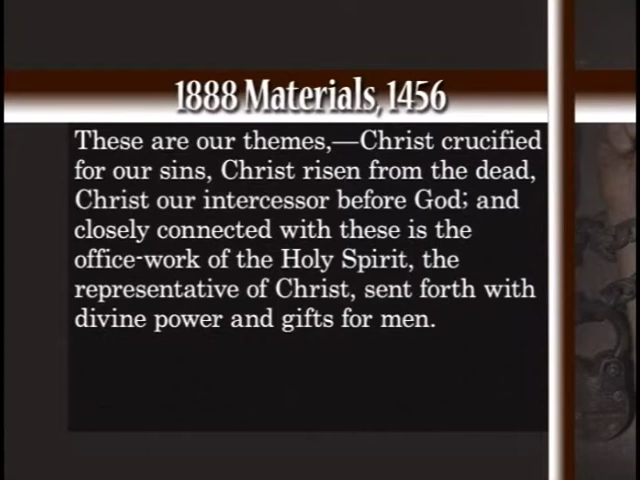 1888 Materials, 1456
These are our themes,—Christ crucified
for our sins, Christ risen from the dead,
Christ our intercessor before God; and
closely connected with these is the
office-work of the Holy Spirit, the
representative of Christ, sent forth with
divine power and gifts for men.